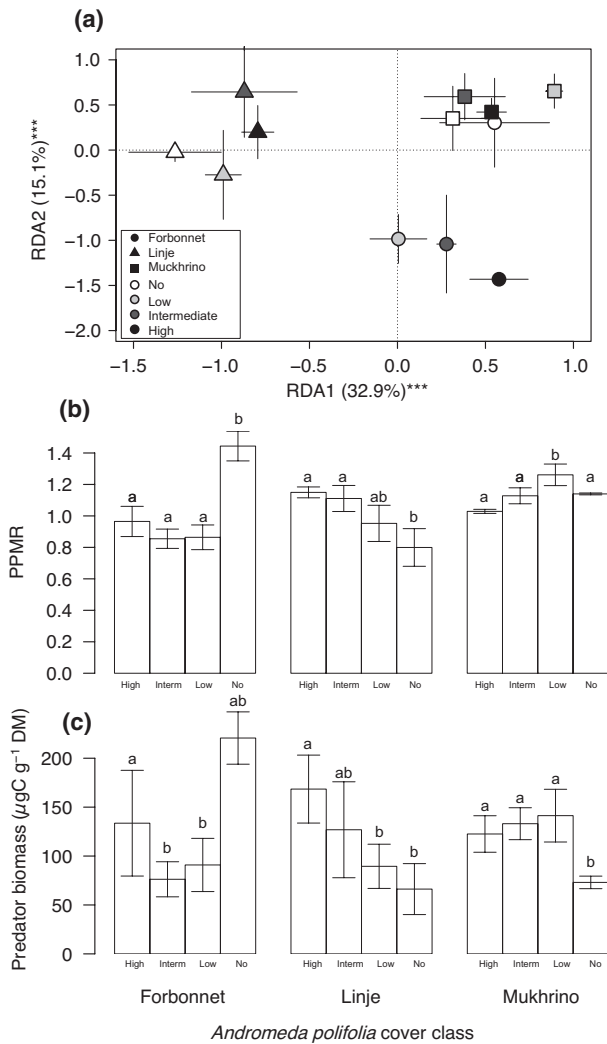 (a)
RDA2 (15.1%)***
1.0
0.5
0.0
−0.5
−1.0
−1.5
−2.0
Forbonnet
Linje
Muckhrino
No
Low
Intermediate
High
−1.5 −1.0 −0.5 0.0 0.5 1.0
RDA1 (32.9%)***
(b)
PPMR
1.4
1.2
1.0
0.8
0.6
0.4
0.2
0.0
a a a b
a a ab b
a a b a
High Interm Low No High Interm Low No High Interm Low No
(c)
Predator biomass (µgC g−1 DM)
200
150
100
50
0
a b b ab
a ab b b
a a a b
High Interm Low No High Interm Low No High Interm Low No
Forbonnet Linje Mukhrino
Andromeda polifolia cover class